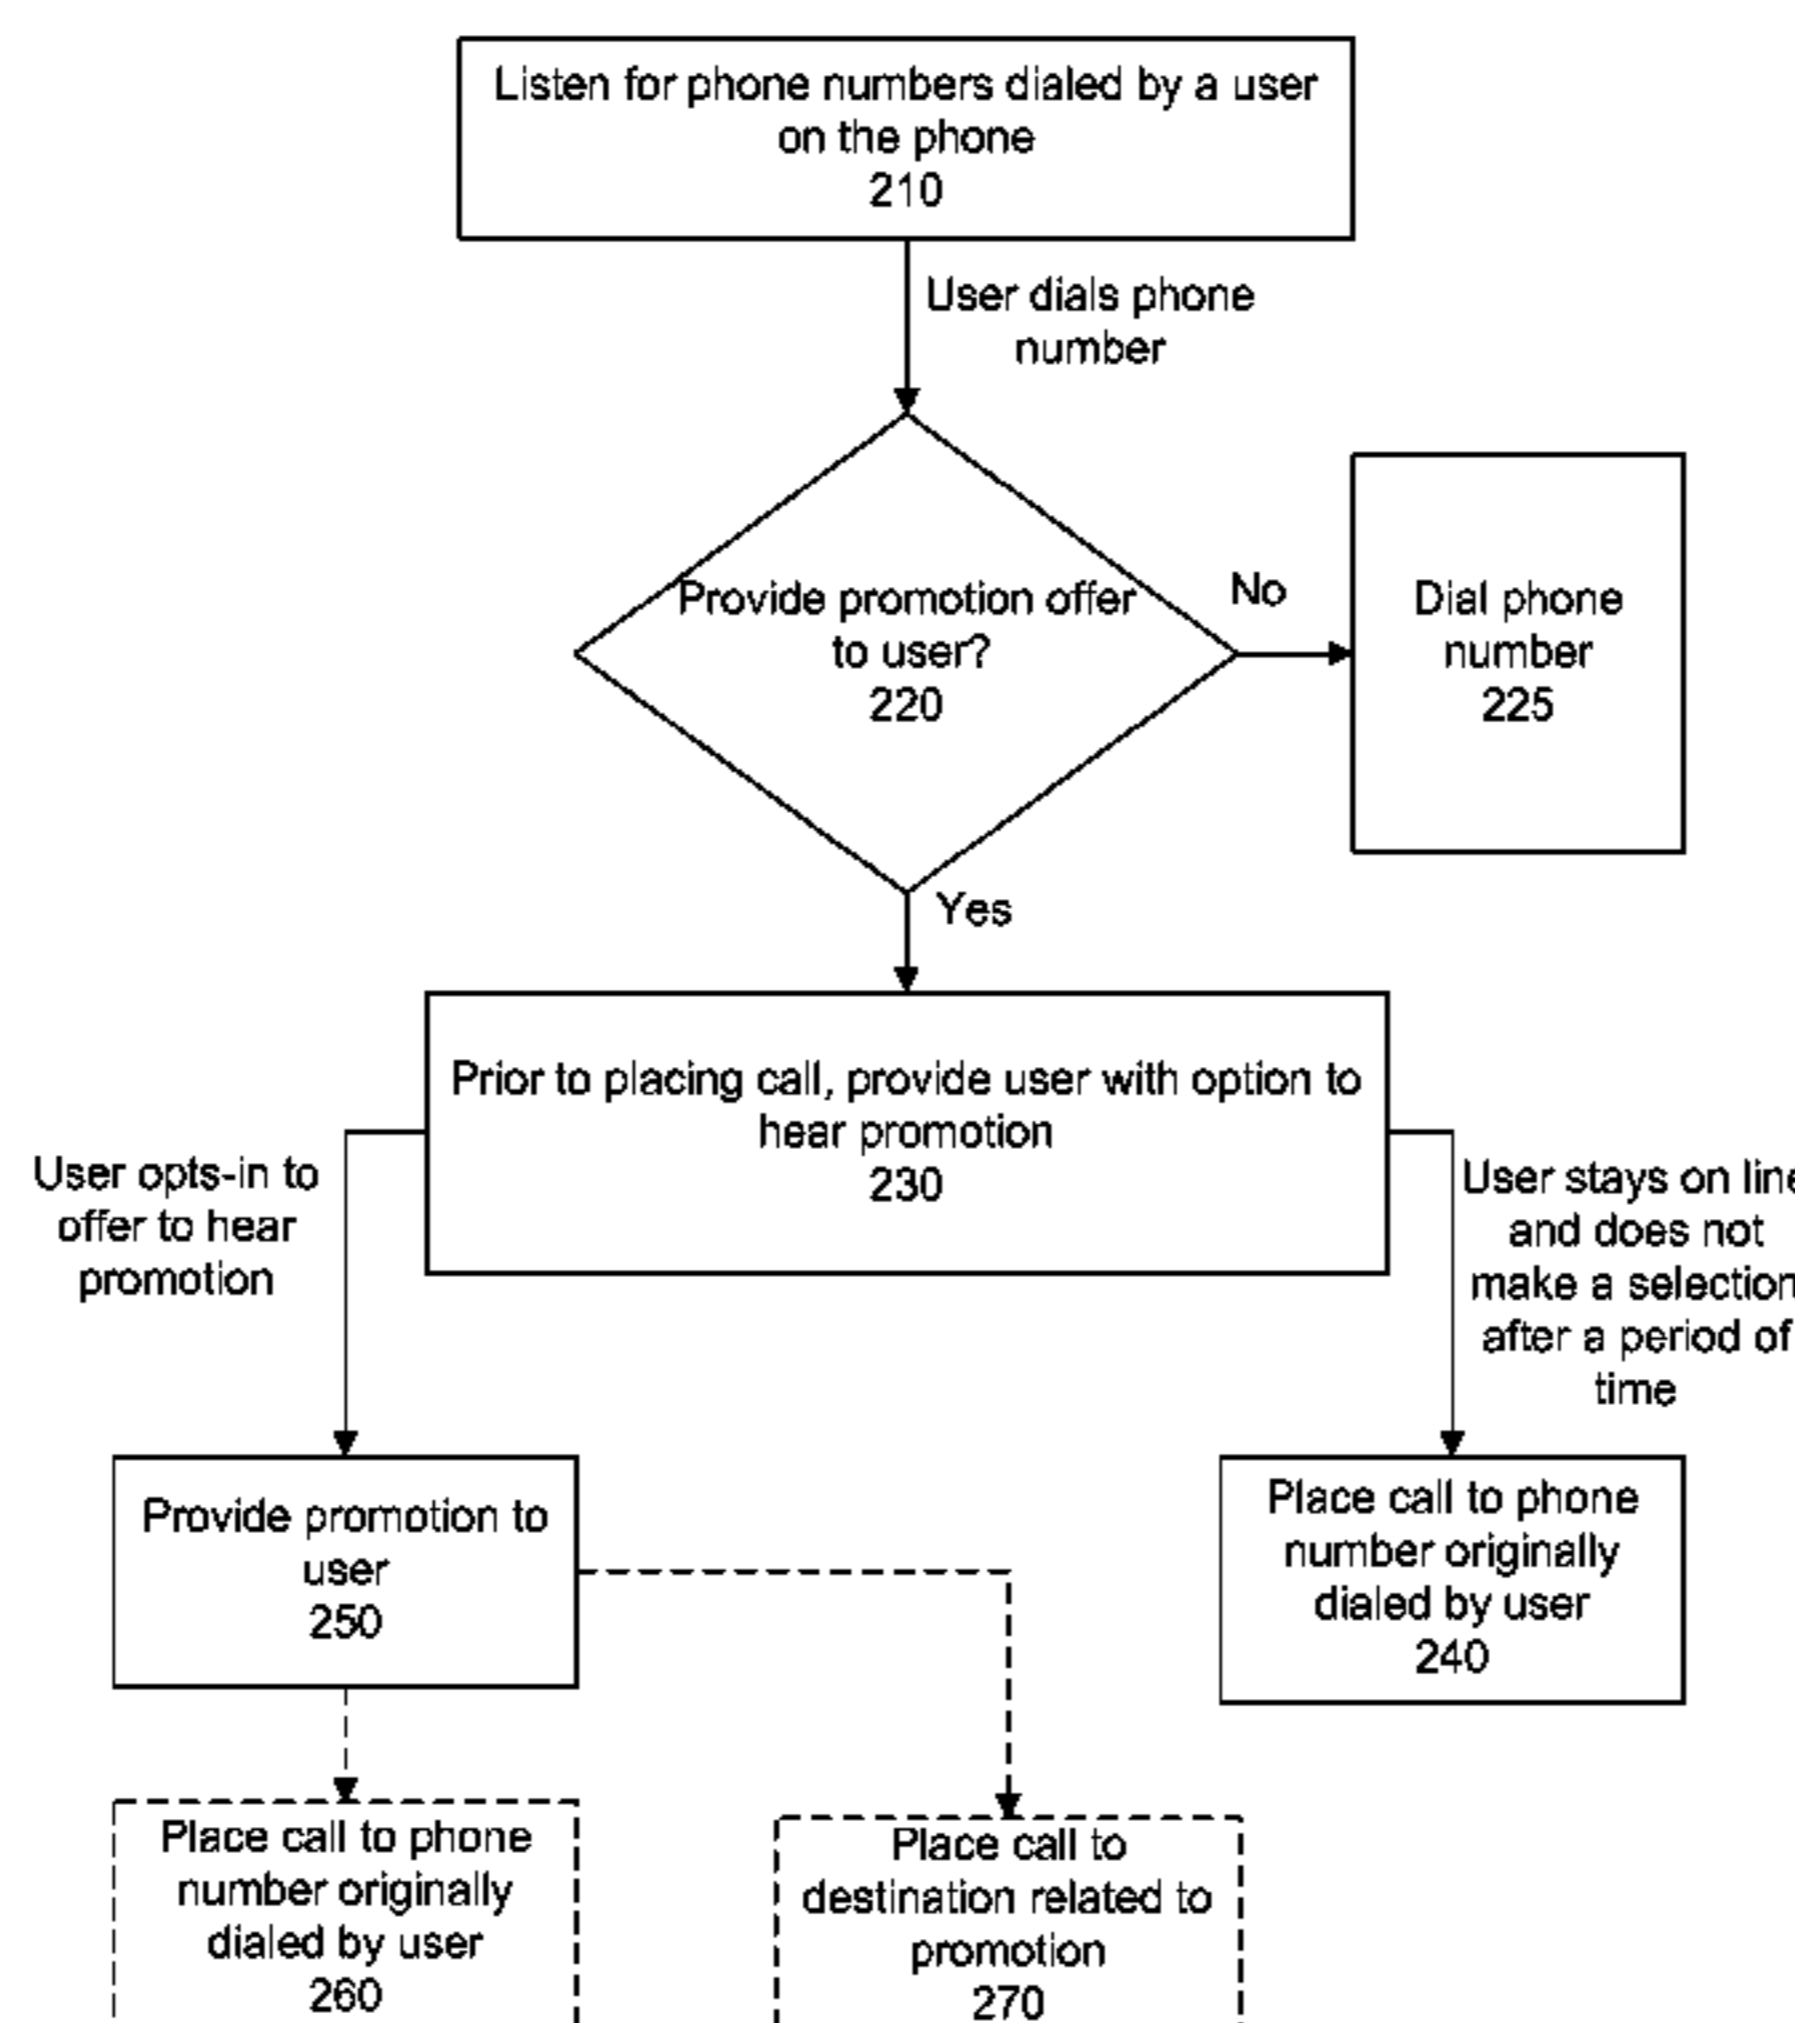 Listen for phone numbers dialed by a user
on the phone
210
User dials phone
number
Provide promotion offer
to user?
220
No
Dial phone
number
225
Yes
Prior to placing call, provide user with option to
hear promotion
230
User opts-in to
offer to hear
promotion
User stays on line
and does not
make a selection
after a period of
time
Provide promotion to
user
250
Place call to phone
number originally
dialed by user
240
Place call to phone
number originally
dialed by user
260
Place call to
destination related to
promotion
270